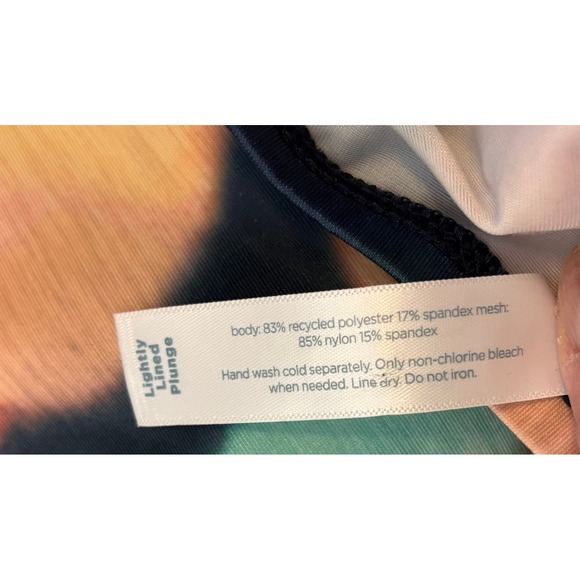 Lightly
Lined
Plunge
body: 83% recycled polyester 17% spandex mesh:
85% nylon 15% spandex
Hand wash cold separately. Only non-chlorine bleach
when needed. Line dry. Do not iron.